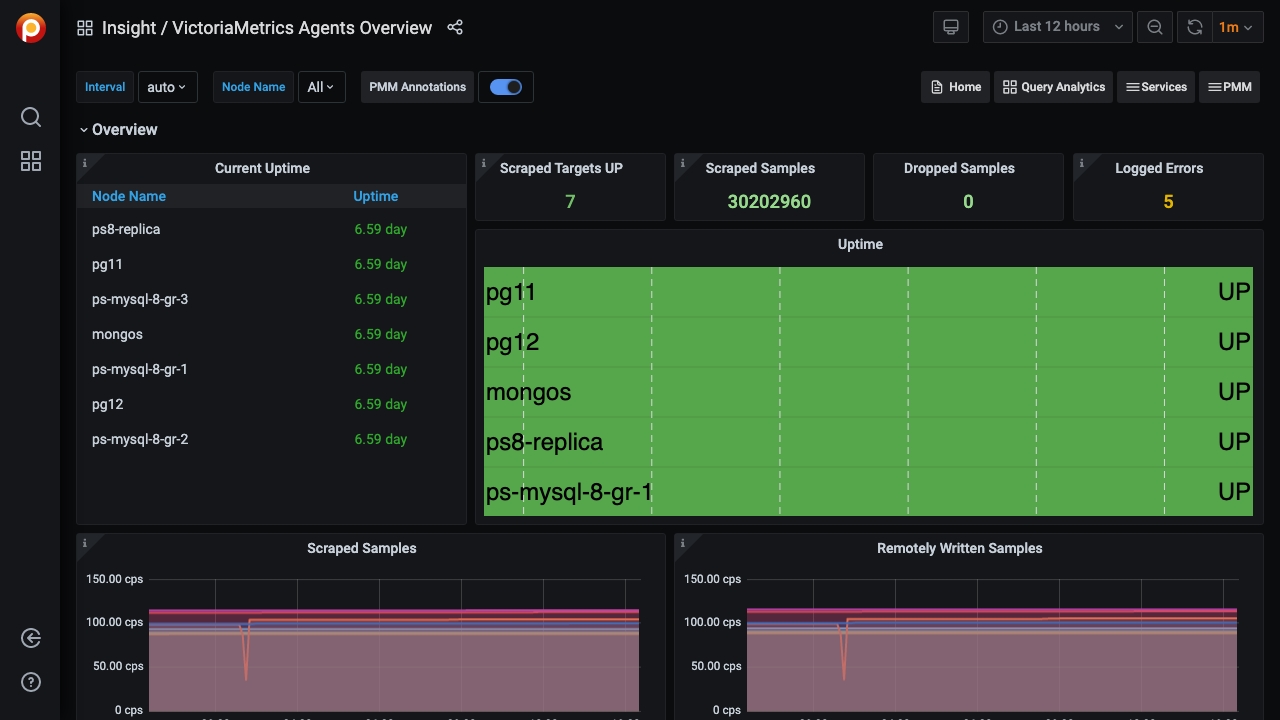 Insight / VictoriaMetrics Agents Overview
Last 12 hours
1m
Interval
auto
Node Name
All
PMM Annotations
Home
Query Analytics
Services
PMM
Overview
Current Uptime
Node Name Uptime
ps8-replica 6.59 day
pg11 6.59 day
ps-mysql-8-gr-3 6.59 day
mongos 6.59 day
ps-mysql-8-gr-1 6.59 day
pg12 6.59 day
ps-mysql-8-gr-2 6.59 day
Scraped Targets UP
7
Scraped Samples
30202960
Dropped Samples
0
Logged Errors
5
Uptime
pg11 UP
pg12 UP
mongos UP
ps8-replica UP
ps-mysql-8-gr-1 UP
Scraped Samples
150.00 cps
100.00 cps
50.00 cps
0 cps
Remotely Written Samples
150.00 cps
100.00 cps
50.00 cps
0 cps